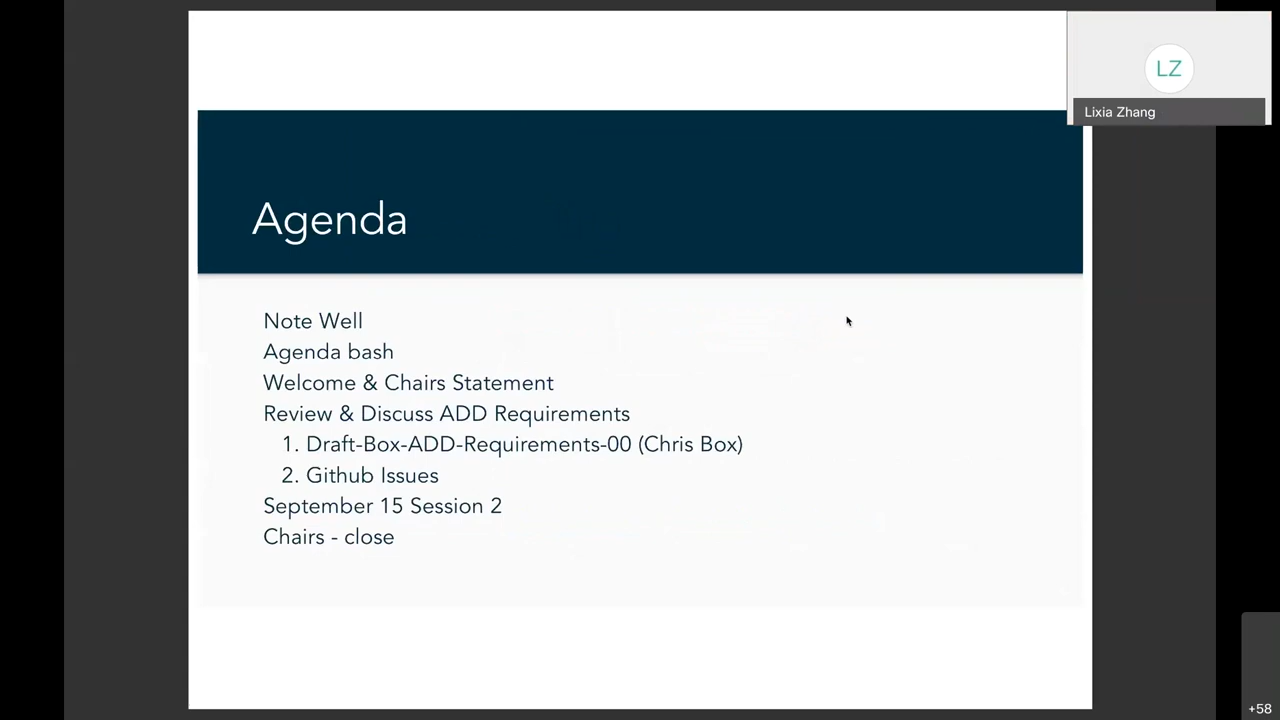 LZ
Lixia Zhang
Agenda
Note Well
Agenda bash
Welcome & Chairs Statement
Review & Discuss ADD Requirements
1. Draft-Box-ADD-Requirements-00 (Chris Box)
2. Github Issues
September 15 Session 2
Chairs - close
+58